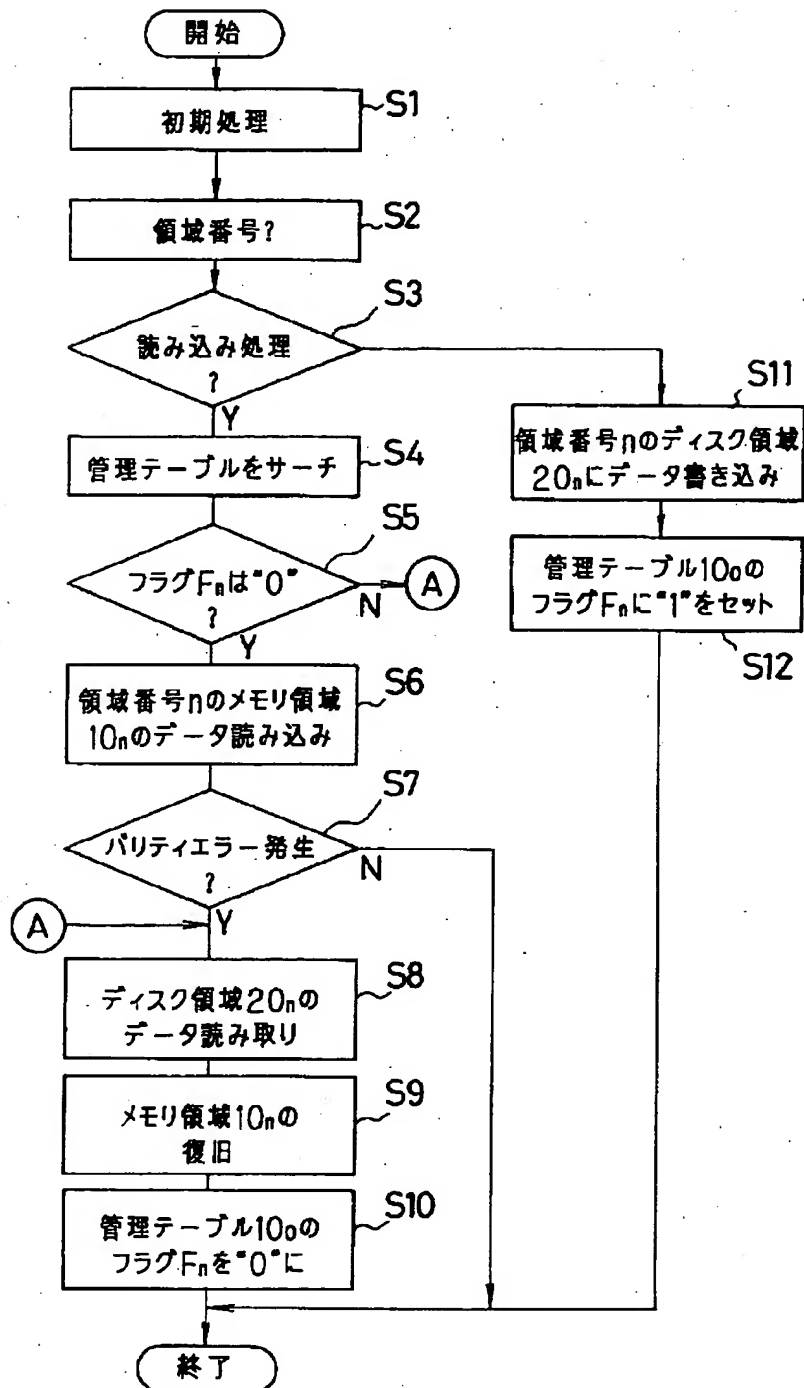 開始
S1
初期処理
S2
領域番号?
S3
読み込み処理
?
Y
S4
管理テーブルをサーチ
S5
フラグFnは"0"
?
N
A
Y
S6
領域番号nのメモリ領域
10nのデータ読み込み
S7
パリティエラー発生
?
N
Y
A
S8
ディスク領域20nの
データ読み取り
S9
メモリ領域10nの
復旧
S10
管理テーブル10oの
フラグFnを"0"に
終了
S11
領域番号nのディスク領域
20nにデータ書き込み
管理テーブル10oの
フラグFnに"1"をセット
S12